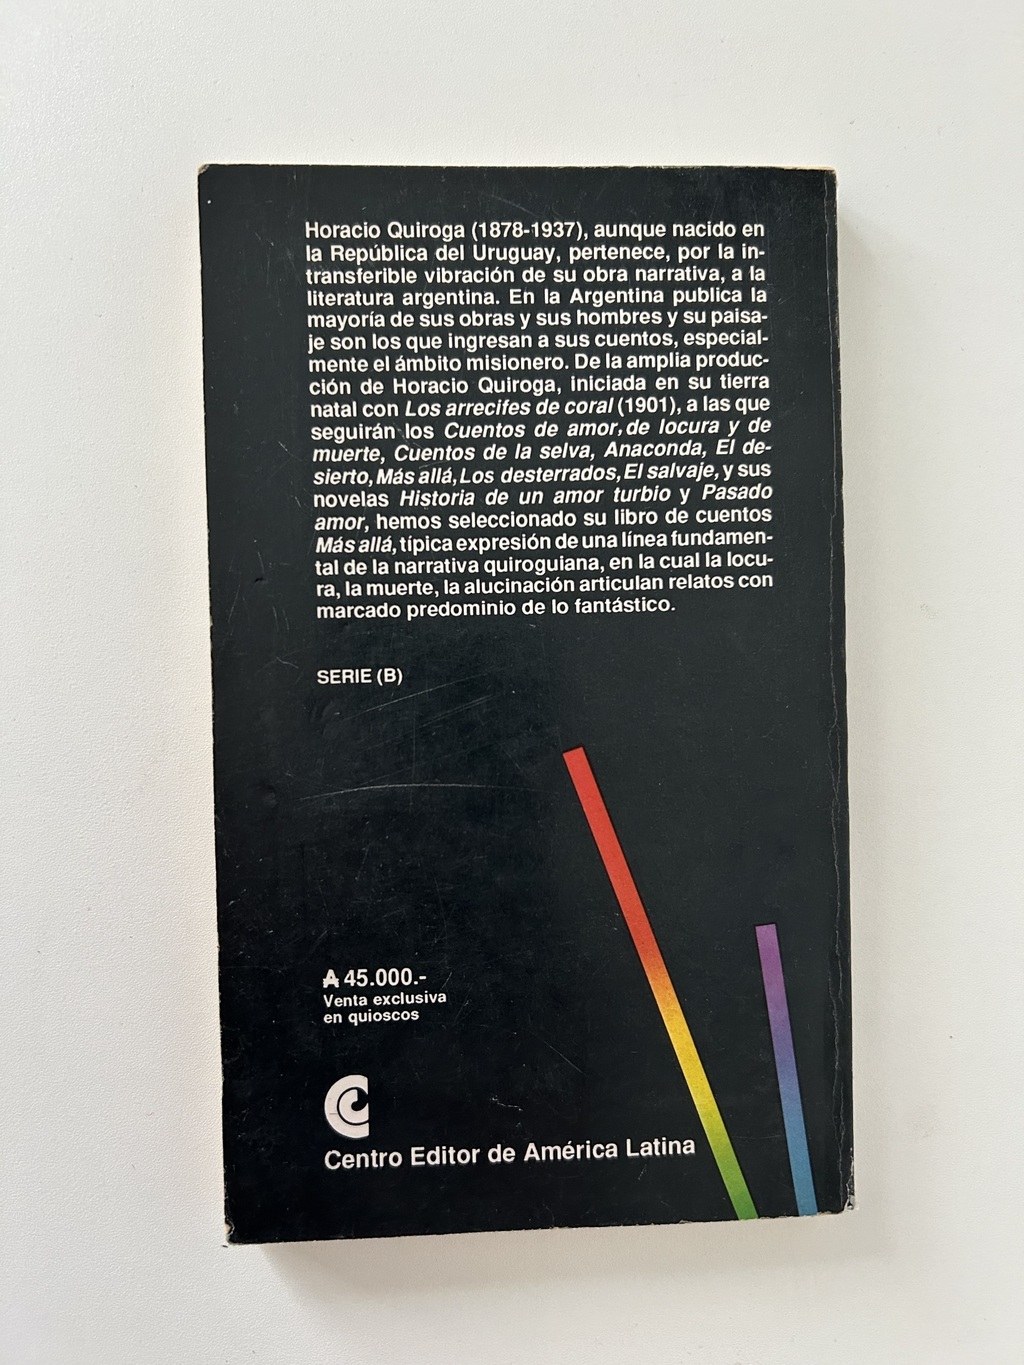 Horacio Quiroga (1878-1937), aunque nacido en
la República del Uruguay, pertenece, por la in-
transferible vibración de su obra narrativa, a la
literatura argentina. En la Argentina publica la
mayoría de sus obras y sus hombres y su paisa-
je son los que ingresan a sus cuentos, especial-
mente el ámbito misionero. De la amplia produc-
ción de Horacio Quiroga, iniciada en su tierra
natal con Los arrecifes de coral (1901), a las que
seguirán los Cuentos de amor, de locura y de
muerte, Cuentos de la selva, Anaconda, El de-
sierto, Más allá, Los desterrados, El salvaje, y sus
novelas Historia de un amor turbio y Pasado
amor, hemos seleccionado su libro de cuentos
Más allá, típica expresión de una línea fundamen-
tal de la narrativa quiroguiana, en la cual la locu-
ra, la muerte, la alucinación articulan relatos con
marcado predominio de lo fantástico.
SERIE (B)
₳ 45.000.-
Venta exclusiva
en quioscos
Centro Editor de América Latina